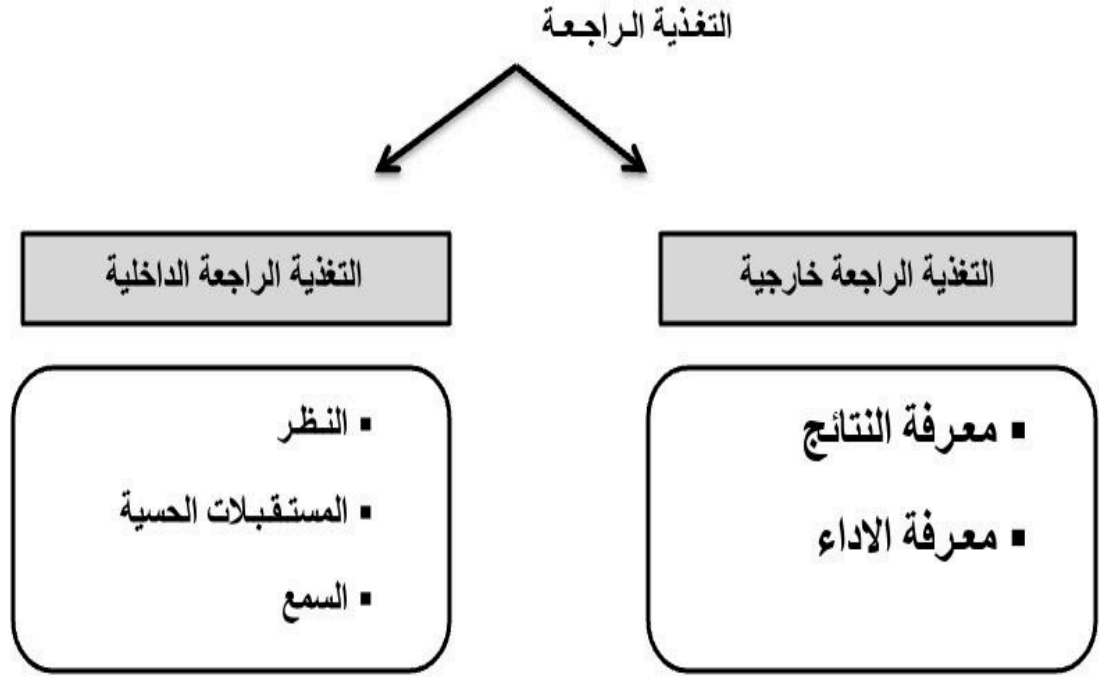 التغذية الراجعة
التغذية الراجعة خارجية
▪ معرفة النتائج
▪ معرفة الاداء
التغذية الراجعة الداخلية
▪ النظر
▪ المستقبلات الحسية
▪ السمع